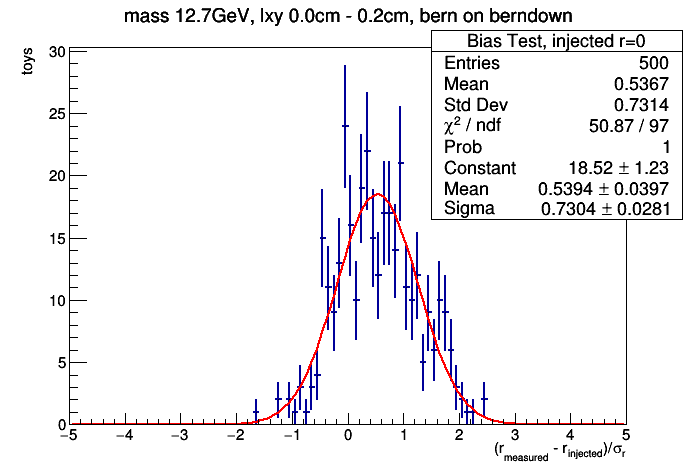 mass 12.7GeV, lxy 0.0cm - 0.2cm, bern on berndown
Bias Test, injected r=0
Entries 500
Mean 0.5367
Std Dev 0.7314
χ² / ndf 50.87 / 97
Prob 1
Constant 18.52 ± 1.23
Mean 0.5394 ± 0.0397
Sigma 0.7304 ± 0.0281
toys
30
25
20
15
10
5
0
−5 −4 −3 −2 −1 0 1 2 3 4 5
(r_measured - r_injected)/σ_r